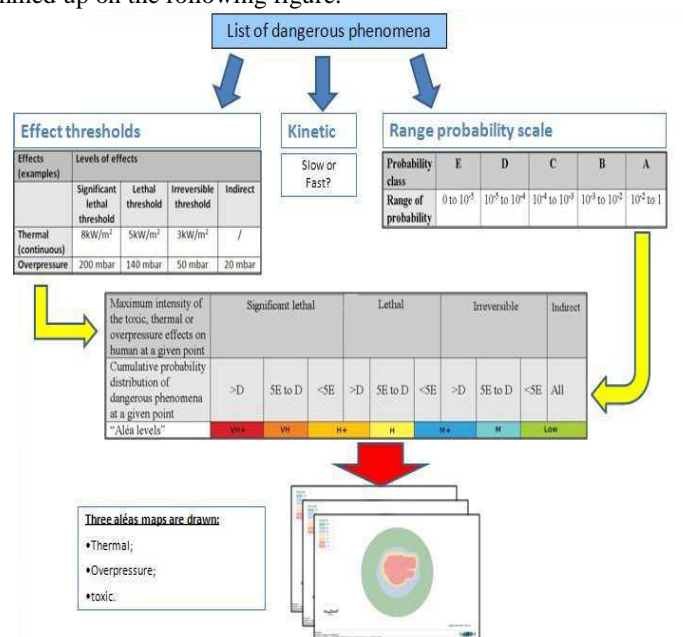 List of dangerous phenomena
Effect thresholds
Effects (examples) Levels of effects
Significant lethal threshold Lethal threshold Irreversible threshold Indirect
Thermal (continuous) 8kW/m² 5kW/m² 3kW/m² /
Overpressure 200 mbar 140 mbar 50 mbar 20 mbar
Kinetic
Slow or
Fast?
Range probability scale
Probability class E D C B A
Range of probability 0 to 10⁻⁵ 10⁻⁵ to 10⁻⁴ 10⁻⁴ to 10⁻³ 10⁻³ to 10⁻² 10⁻² to 1
Maximum intensity of
the toxic, thermal or
overpressure effects on
human at a given point
Significant lethal Lethal Irreversible Indirect
Cumulative probability
distribution of
dangerous phenomena
at a given point
>D 5E to D <5E >D 5E to D <5E >D 5E to D <5E All
"Aléa levels" VH+ VH H+ H M+ M Low
Three aléas maps are drawn:
•Thermal;
•Overpressure;
•toxic.